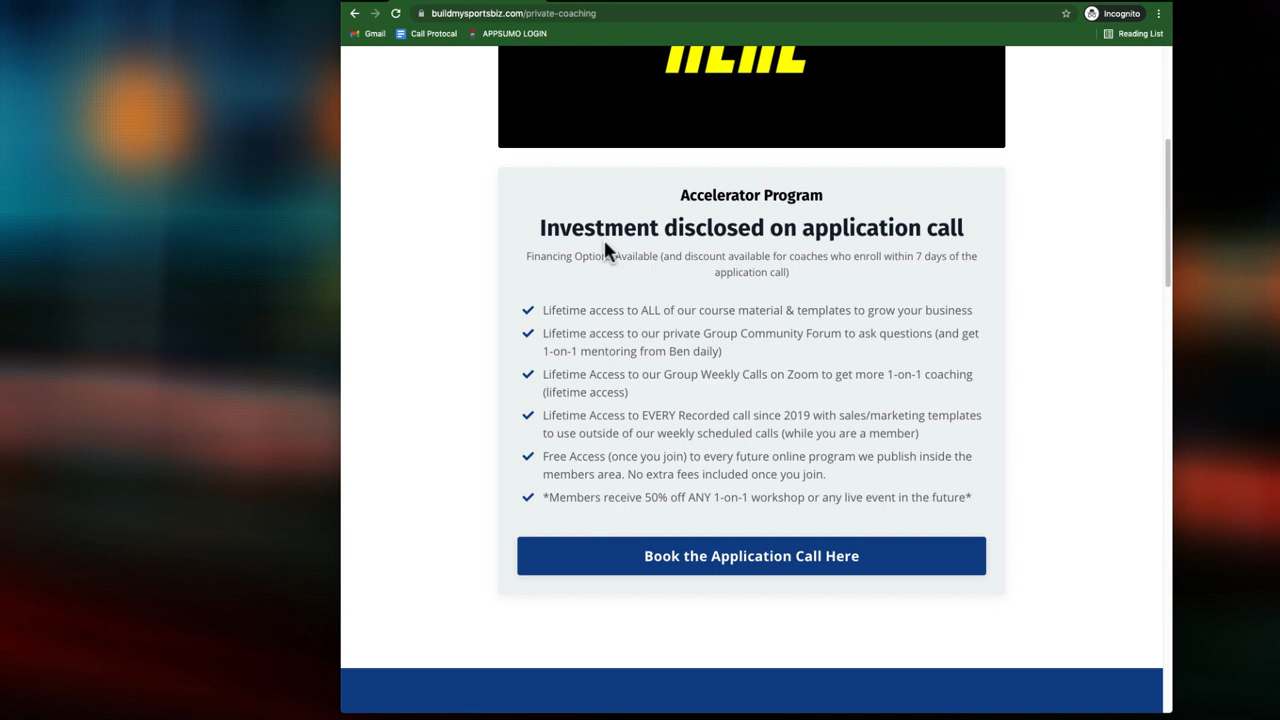 buildmysportsbiz.com/private-coaching
Incognito
Gmail
Call Protocal
APPSUMO LOGIN
Reading List
HERE
Accelerator Program
Investment disclosed on application call
Financing Options Available (and discount available for coaches who enroll within 7 days of the
application call)
Lifetime access to ALL of our course material & templates to grow your business
Lifetime access to our private Group Community Forum to ask questions (and get
1-on-1 mentoring from Ben daily)
Lifetime Access to our Group Weekly Calls on Zoom to get more 1-on-1 coaching
(lifetime access)
Lifetime Access to EVERY Recorded call since 2019 with sales/marketing templates
to use outside of our weekly scheduled calls (while you are a member)
Free Access (once you join) to every future online program we publish inside the
members area. No extra fees included once you join.
*Members receive 50% off ANY 1-on-1 workshop or any live event in the future*
Book the Application Call Here